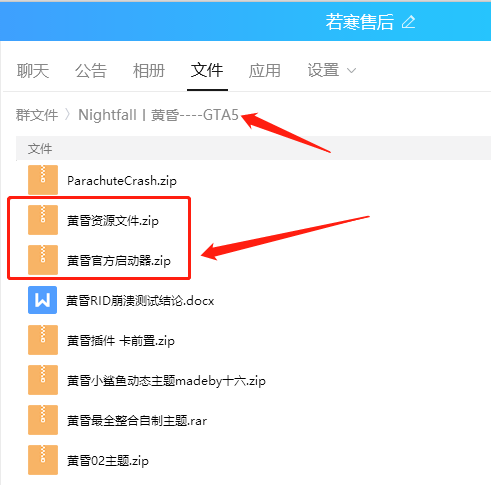 若寒售后
聊天 公告 相册 文件 应用 设置
群文件 〉Nightfall丨黄昏----GTA5
文件
ParachuteCrash.zip
黄昏资源文件.zip
黄昏官方启动器.zip
黄昏RID崩溃测试结论.docx
黄昏插件 卡前置.zip
黄昏小鲨鱼动态主题madeby十六.zip
黄昏最全整合自制主题.rar
黄昏02主题.zip